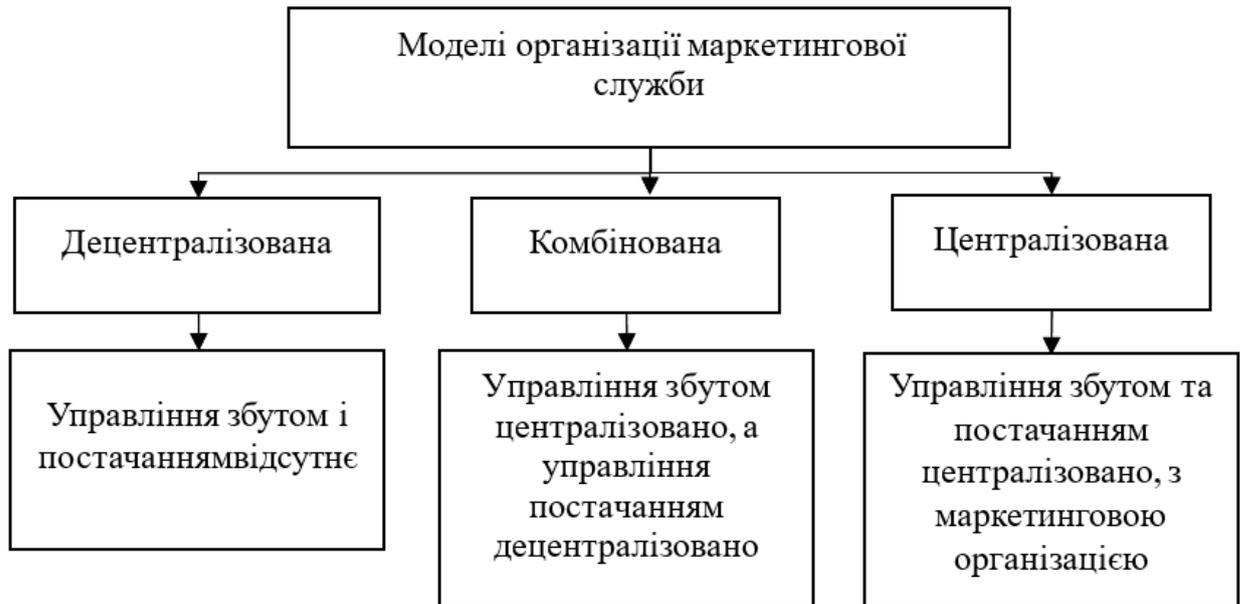 Моделі організації маркетингової
служби
Децентралізована
Комбінована
Централізована
Управління збутом і
постачаннямвідсутнє
Управління збутом
централізовано, а
управління
постачанням
децентралізовано
Управління збутом та
постачанням
централізовано, з
маркетинговою
організацією